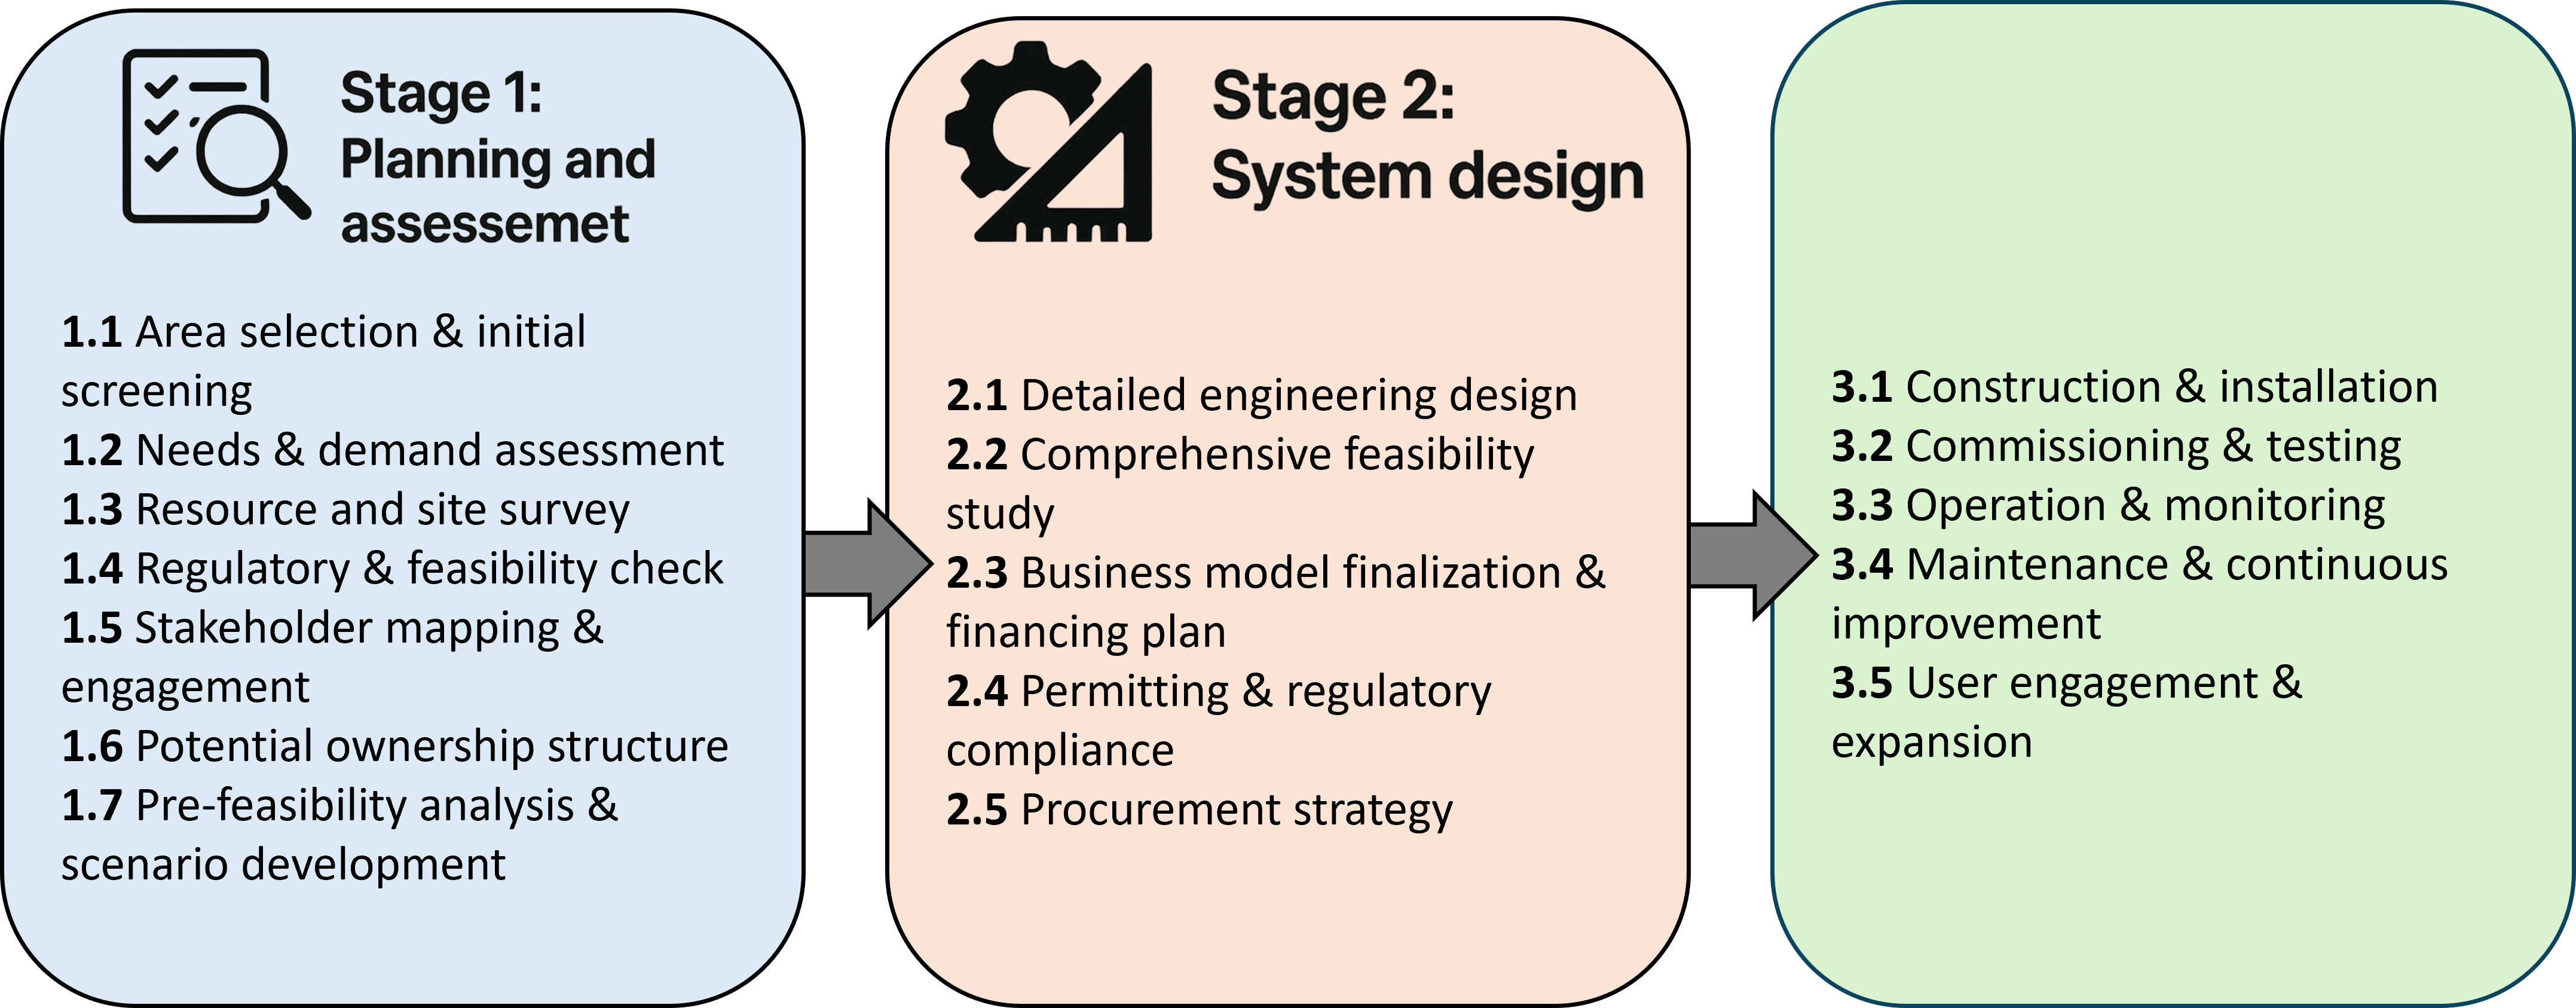 Stage 1:
Planning and
assessemet
1.1 Area selection & initial
screening
1.2 Needs & demand assessment
1.3 Resource and site survey
1.4 Regulatory & feasibility check
1.5 Stakeholder mapping &
engagement
1.6 Potential ownership structure
1.7 Pre-feasibility analysis &
scenario development
Stage 2:
System design
2.1 Detailed engineering design
2.2 Comprehensive feasibility
study
2.3 Business model finalization &
financing plan
2.4 Permitting & regulatory
compliance
2.5 Procurement strategy
3.1 Construction & installation
3.2 Commissioning & testing
3.3 Operation & monitoring
3.4 Maintenance & continuous
improvement
3.5 User engagement &
expansion